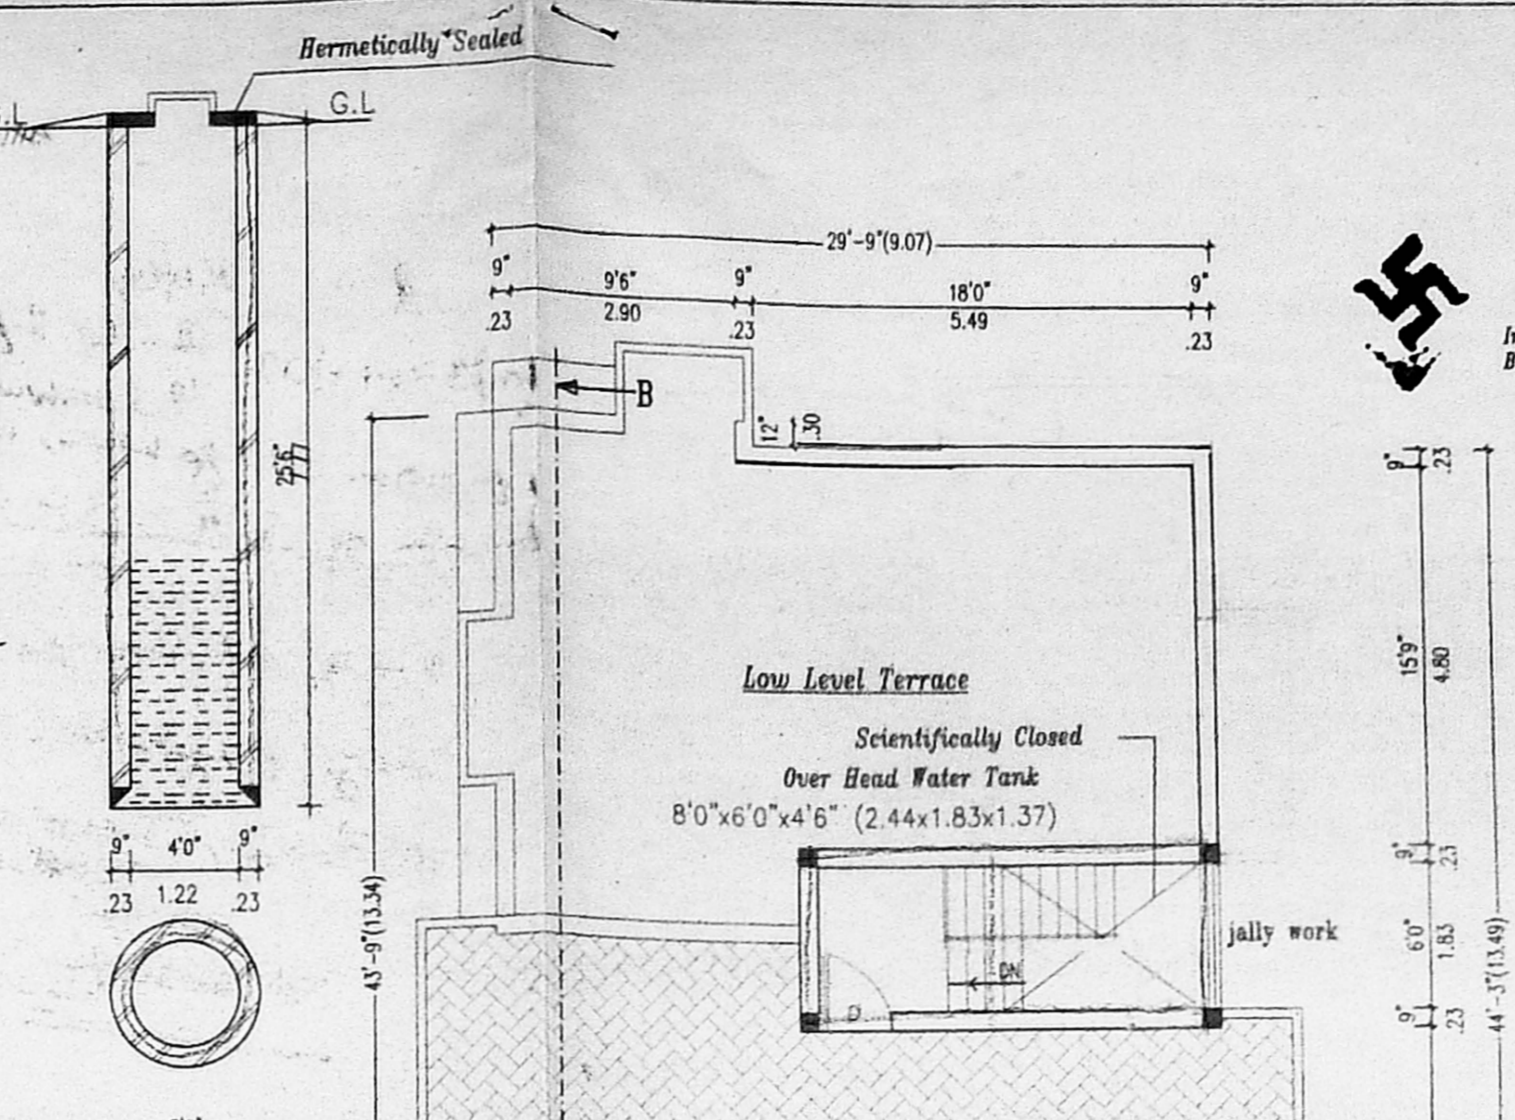 Hermetically Sealed
G.L
.L
25'6"
7.77
9" 4'0" 9"
.23 1.22 .23
29'-9"(9.07)
9" 9'6" 9" 18'0" 9"
.23 2.90 .23 5.49 .23
B
12" .30
43'-9"(13.34)
Low Level Terrace
Scientifically Closed
Over Head Water Tank
8'0"x6'0"x4'6" (2.44x1.83x1.37)
DN
D
jally work
9" .23
15'9" 4.80
9" .23
6'0" 1.83
9" .23
44'-3"(13.49)